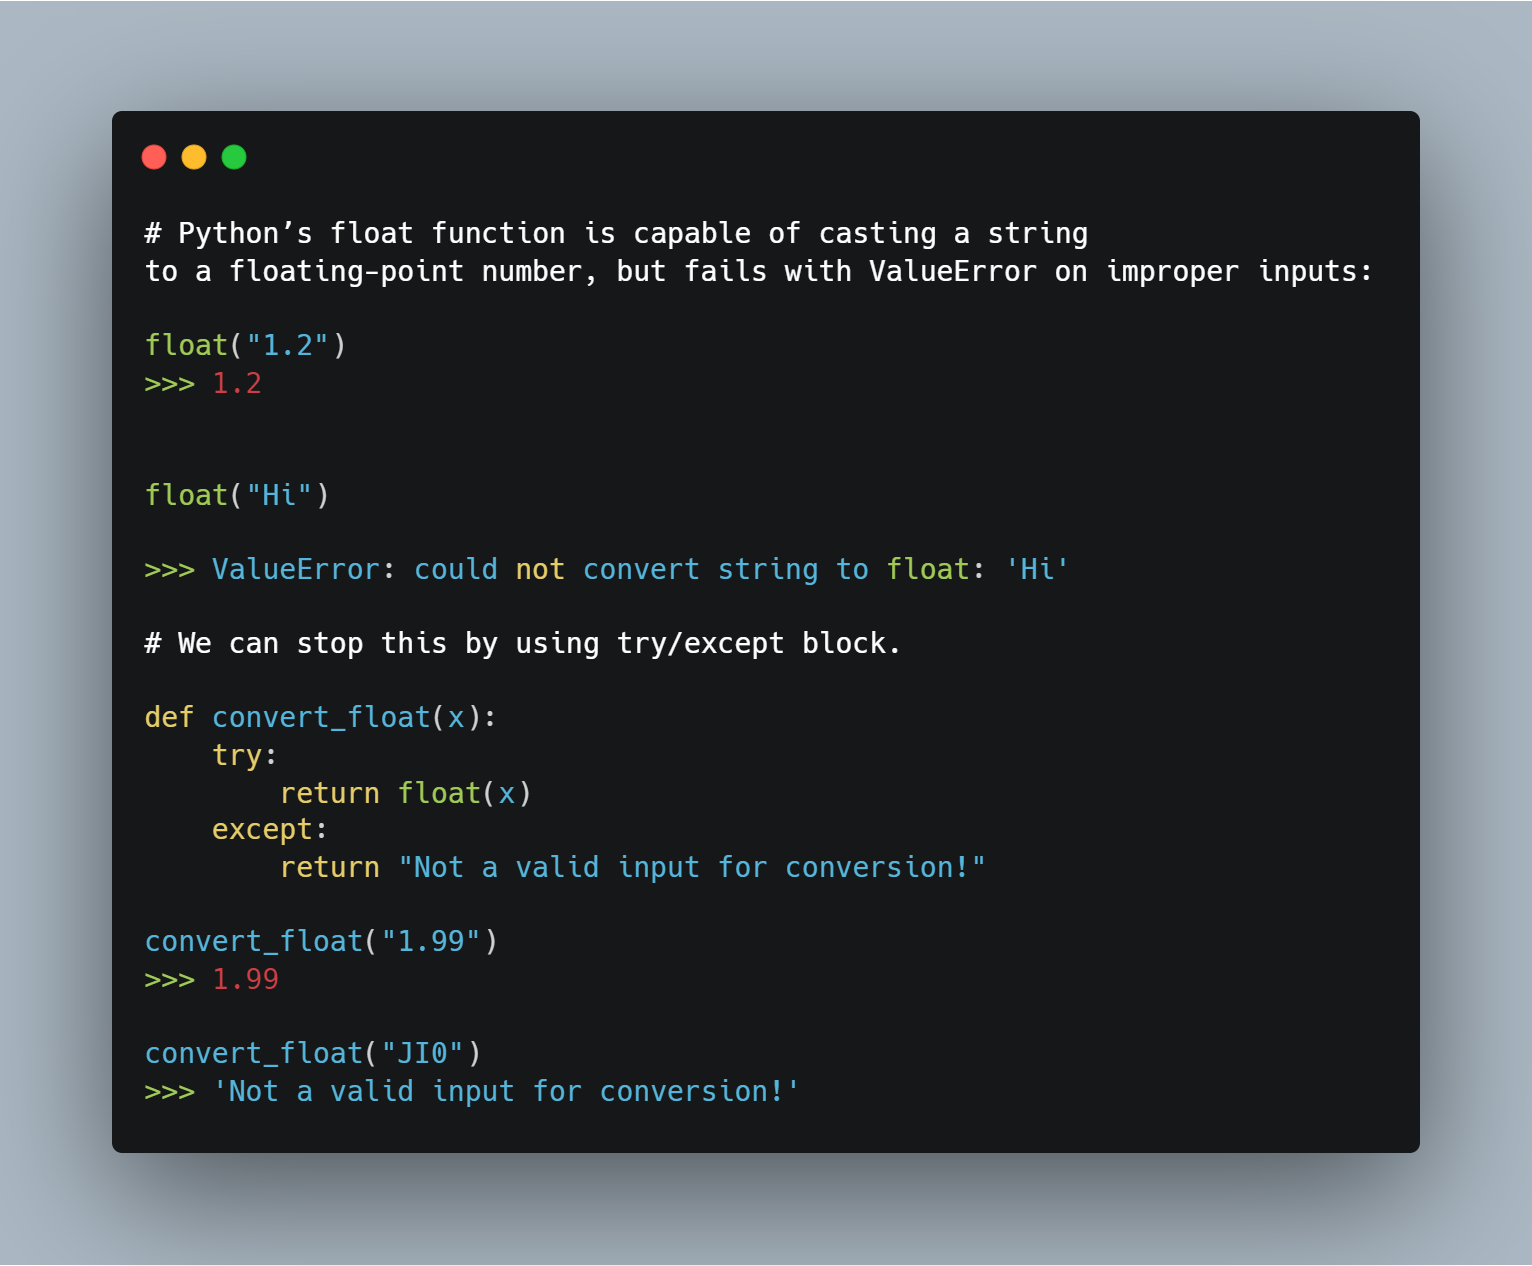 # Python’s float function is capable of casting a string
to a floating-point number, but fails with ValueError on improper inputs:
float("1.2")
>>> 1.2
float("Hi")
>>> ValueError: could not convert string to float: 'Hi'
# We can stop this by using try/except block.
def convert_float(x):
    try:
        return float(x)
    except:
        return "Not a valid input for conversion!"
convert_float("1.99")
>>> 1.99
convert_float("JI0")
>>> 'Not a valid input for conversion!'